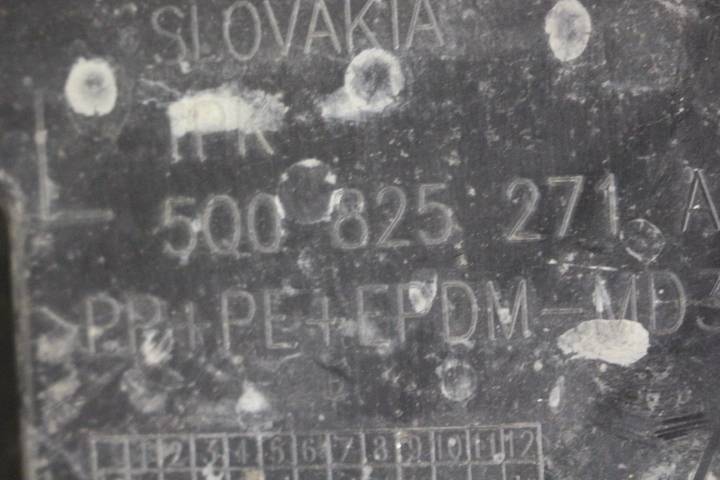 SLOVAKIA
5Q0 825 271 A
>PP+PE+EPDM-MD3
1 2 3 4 5 6 7 8 9 10 11 12